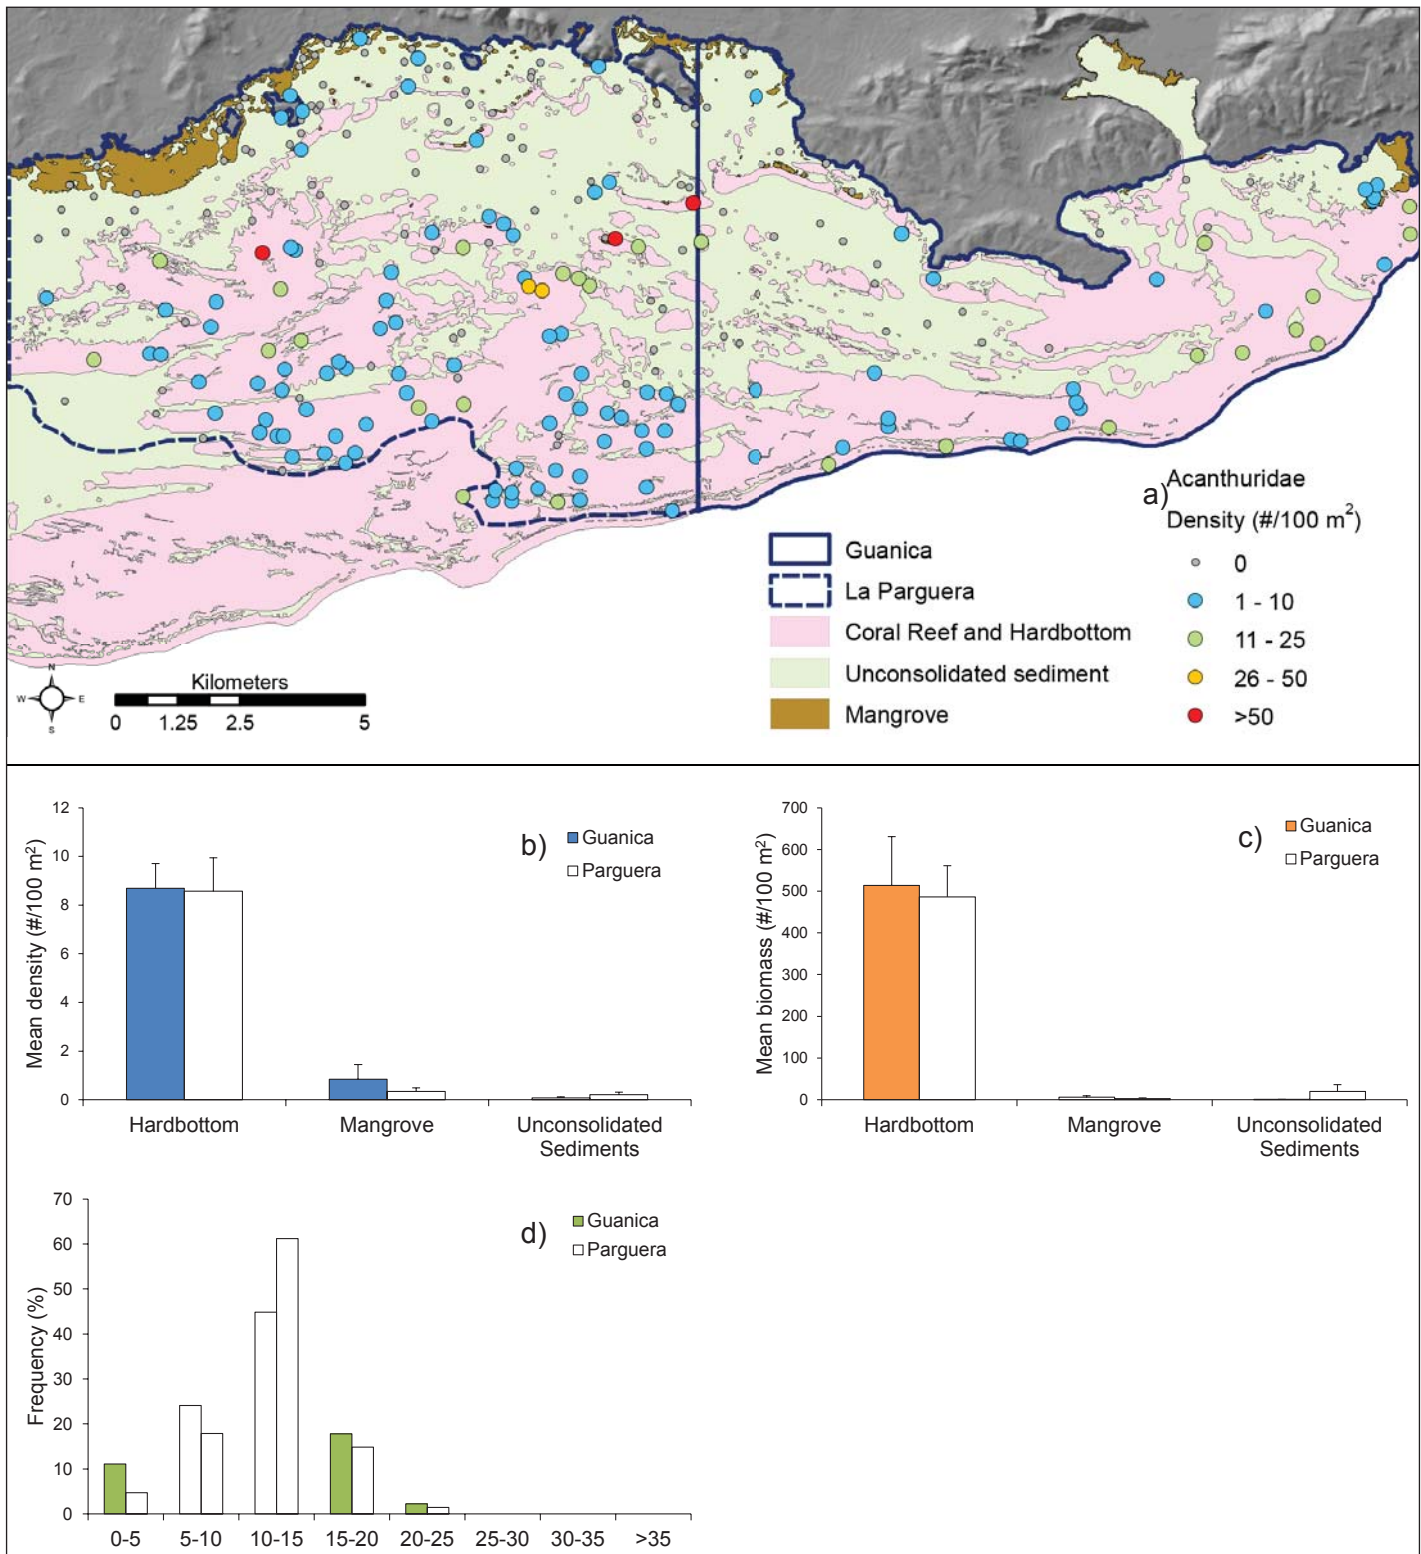 a) Acanthuridae
Density (#/100 m²)
0
1 - 10
11 - 25
26 - 50
>50
Guanica
La Parguera
Coral Reef and Hardbottom
Unconsolidated sediment
Mangrove
N
W E
S
Kilometers
0 1.25 2.5 5
b)
Guanica
Parguera
Mean density (#/100 m²)
12
10
8
6
4
2
0
Hardbottom Mangrove Unconsolidated
Sediments
c)
Guanica
Parguera
Mean biomass (#/100 m²)
700
600
500
400
300
200
100
0
Hardbottom Mangrove Unconsolidated
Sediments
d)
Guanica
Parguera
Frequency (%)
70
60
50
40
30
20
10
0
0-5 5-10 10-15 15-20 20-25 25-30 30-35 >35